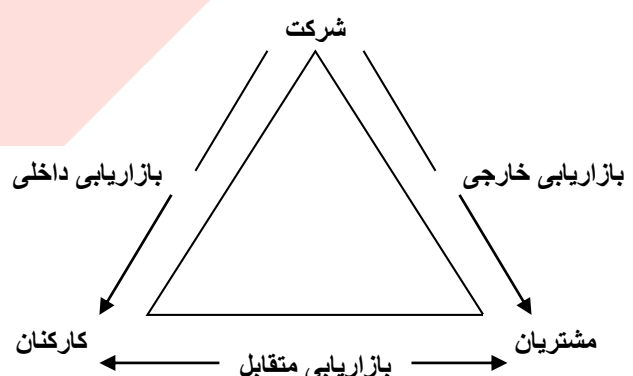 شرکت
بازاریابی خارجی
بازاریابی داخلی
مشتریان
کارکنان
بازاریابی متقابل